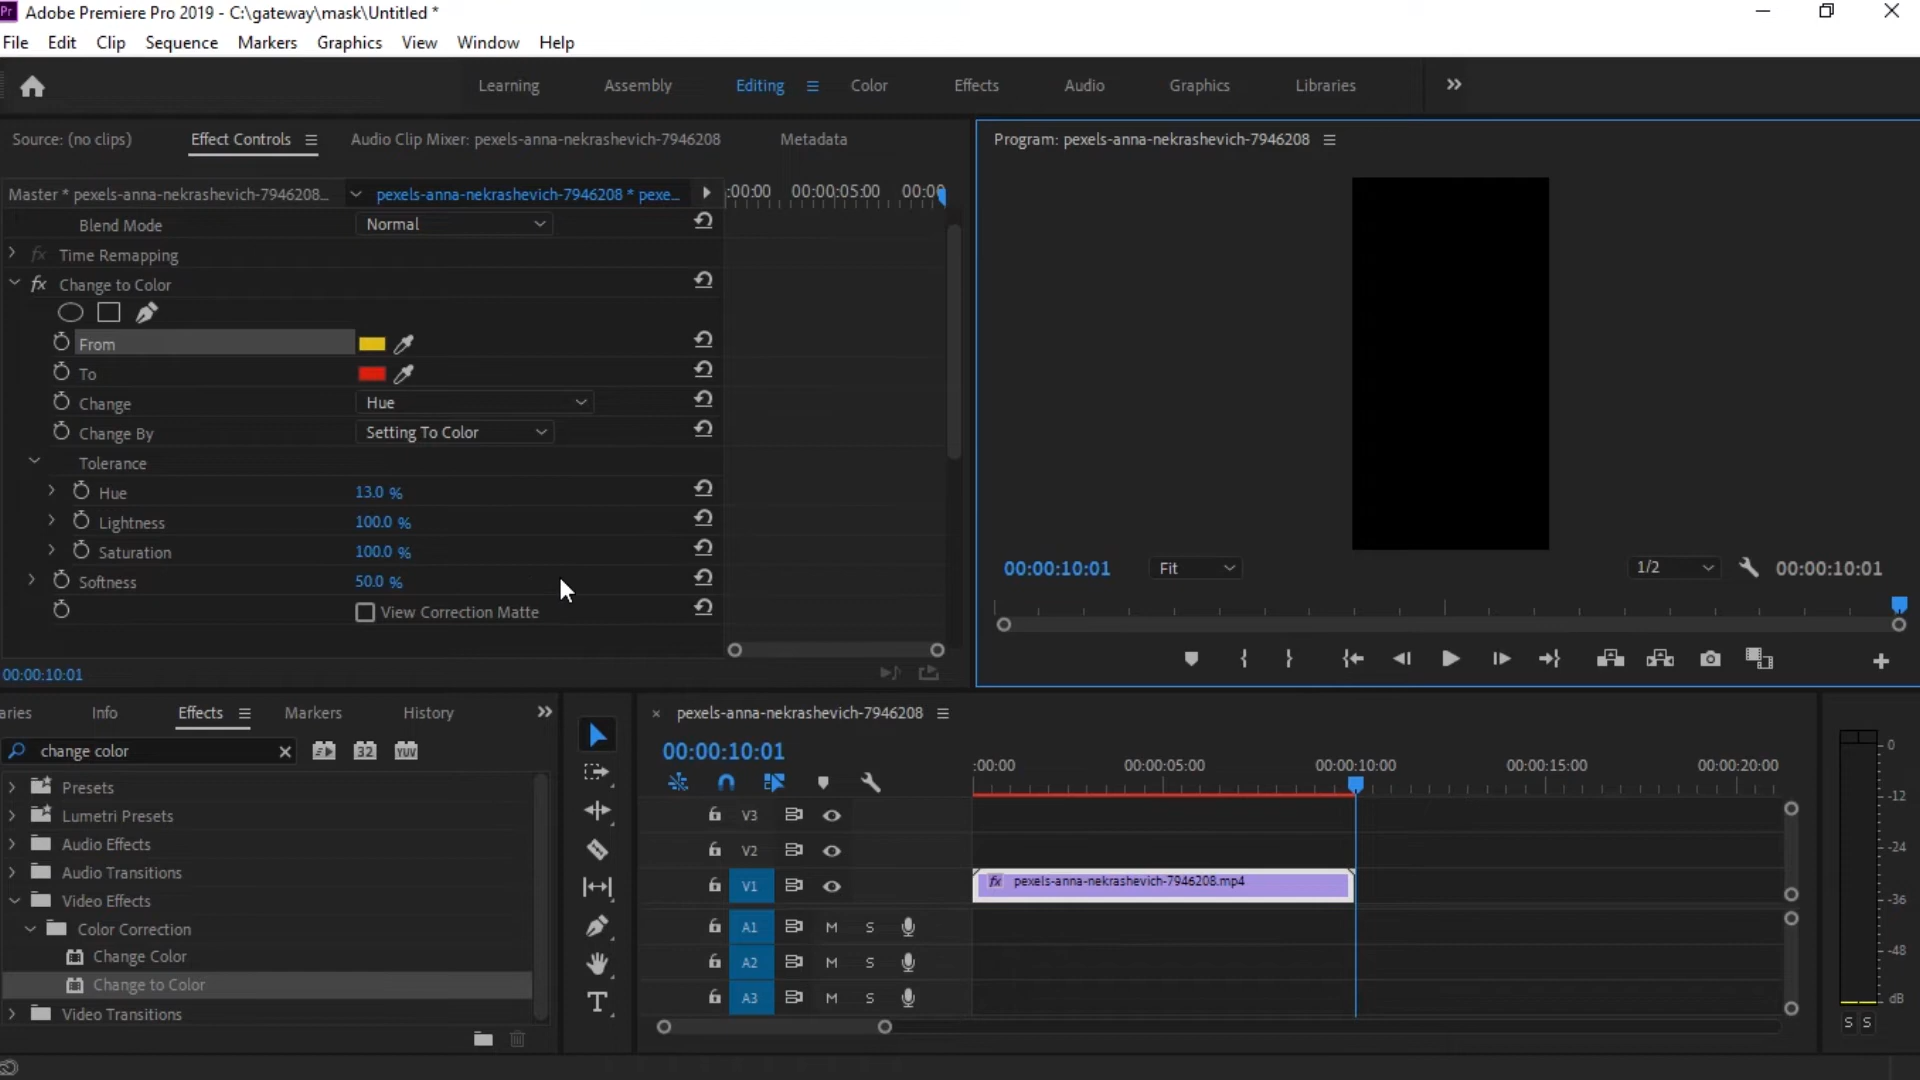 Pr Adobe Premiere Pro 2019 - C:\gateway\mask\Untitled *
File Edit Clip Sequence Markers Graphics View Window Help
Learning Assembly Editing Color Effects Audio Graphics Libraries
Source: (no clips) Effect Controls Audio Clip Mixer: pexels-anna-nekrashevich-7946208 Metadata
Program: pexels-anna-nekrashevich-7946208
Master * pexels-anna-nekrashevich-7946208... pexels-anna-nekrashevich-7946208 * pexe... :00:00 00:00:05:00 00:00
Blend Mode Normal
fx Time Remapping
fx Change to Color
From
To
Change Hue
Change By Setting To Color
Tolerance
Hue 13.0 %
Lightness 100.0 %
Saturation 100.0 %
Softness 50.0 %
View Correction Matte
00:00:10:01
00:00:10:01 Fit 1/2 00:00:10:01
aries Info Effects Markers History
change color 32 YUV
Presets
Lumetri Presets
Audio Effects
Audio Transitions
Video Effects
Color Correction
Change Color
Change to Color
Video Transitions
T
× pexels-anna-nekrashevich-7946208
00:00:10:01
:00:00 00:00:05:00 00:00:10:00 00:00:15:00 00:00:20:00
V3
V2
V1 fx pexels-anna-nekrashevich-7946208.mp4
A1 M S
A2 M S
A3 M S
0
-12
-24
-36
-48
dB
S S